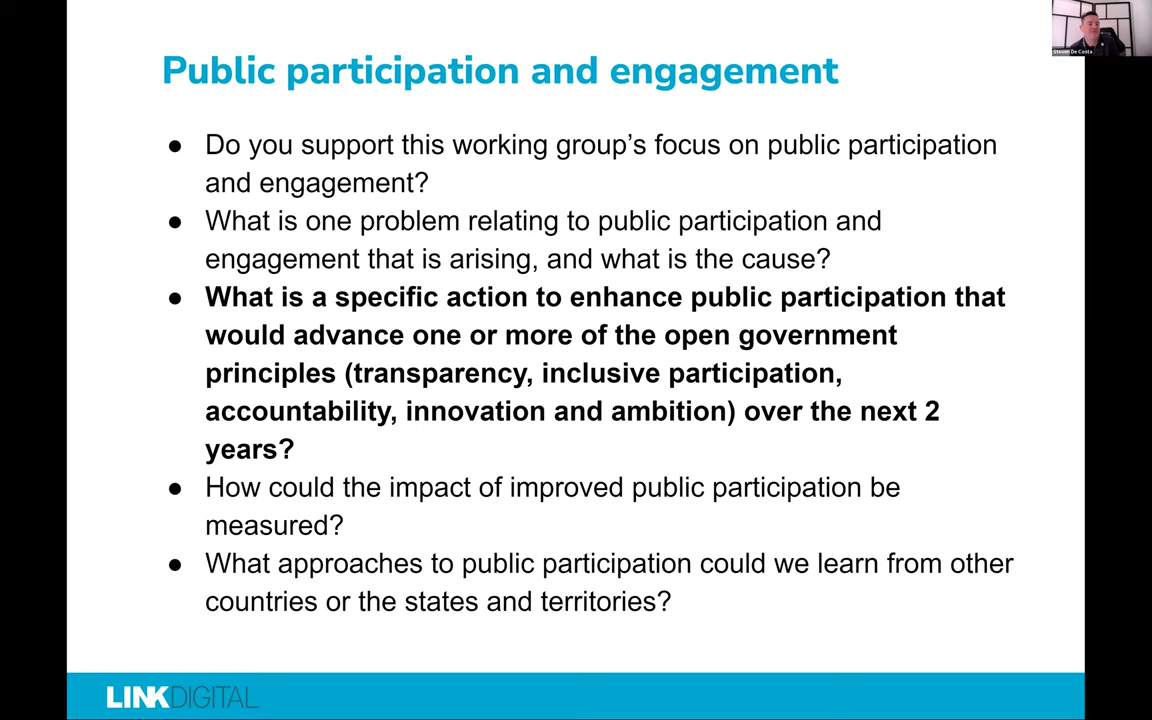 Public participation and engagement
Steven De Costa
● Do you support this working group’s focus on public participation
and engagement?
● What is one problem relating to public participation and
engagement that is arising, and what is the cause?
● What is a specific action to enhance public participation that
would advance one or more of the open government
principles (transparency, inclusive participation,
accountability, innovation and ambition) over the next 2
years?
● How could the impact of improved public participation be
measured?
● What approaches to public participation could we learn from other
countries or the states and territories?
LINKDIGITAL